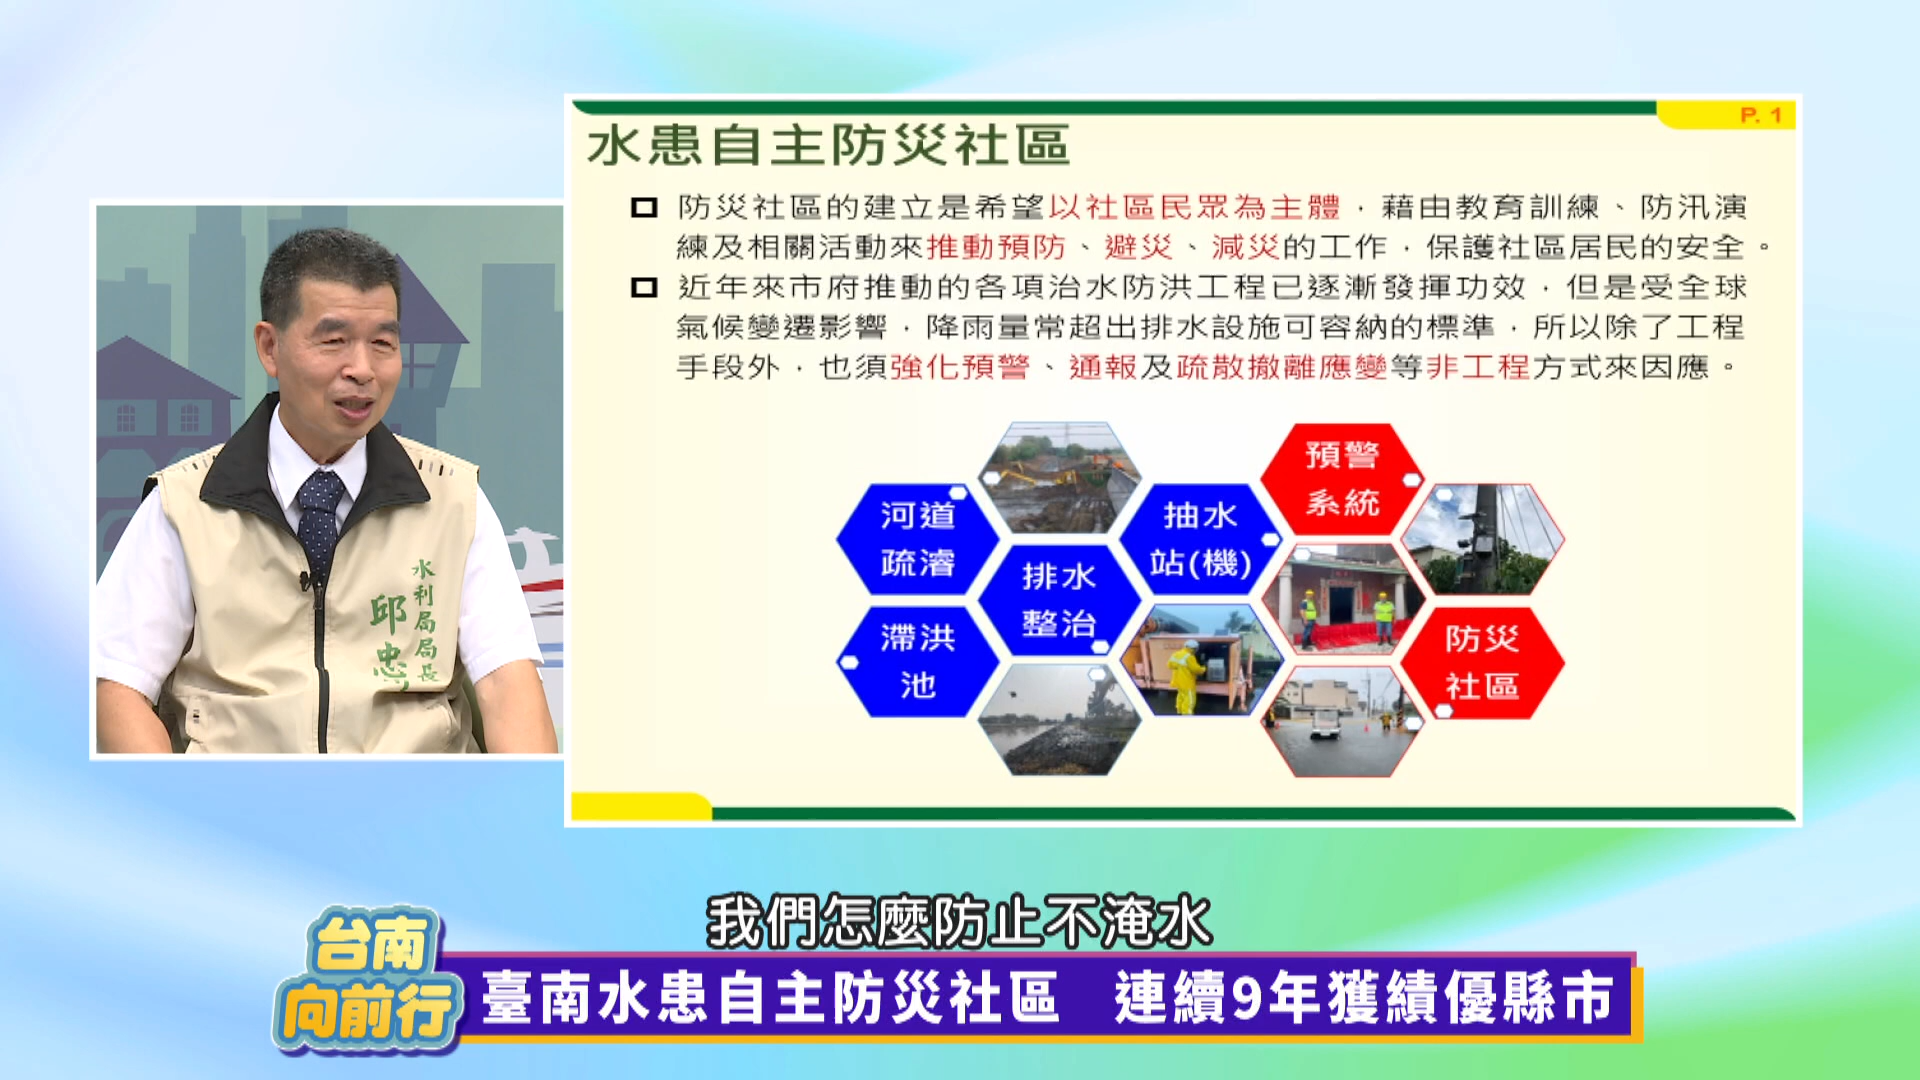 P. 1
水患自主防災社區
防災社區的建立是希望以社區民眾為主體，藉由教育訓練、防汛演
練及相關活動來推動預防、避災、減災的工作，保護社區居民的安全。
近年來市府推動的各項治水防洪工程已逐漸發揮功效，但是受全球
氣候變遷影響，降雨量常超出排水設施可容納的標準，所以除了工程
手段外，也須強化預警、通報及疏散撤離應變等非工程方式來因應。
河道
疏濬
排水
整治
滯洪
池
抽水
站(機)
預警
系統
防災
社區
水利局局長
邱忠
我們怎麼防止不淹水
台南
向前行
臺南水患自主防災社區 連續9年獲績優縣市